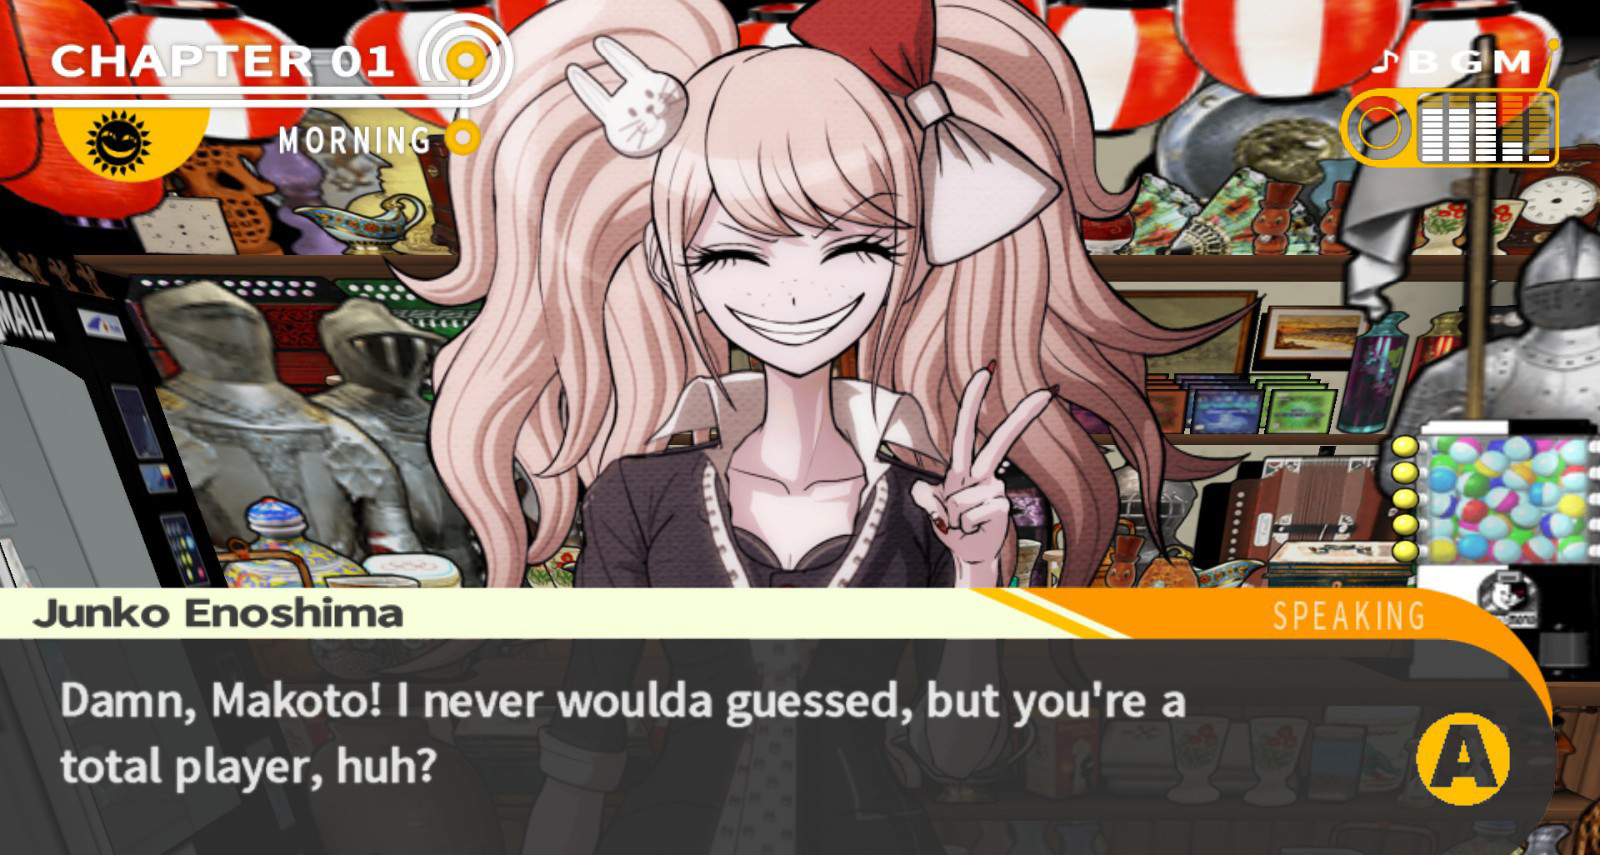 CHAPTER 01
BGM
MORNING
MALL
Junko Enoshima
SPEAKING
Damn, Makoto! I never woulda guessed, but you're a
total player, huh?
A